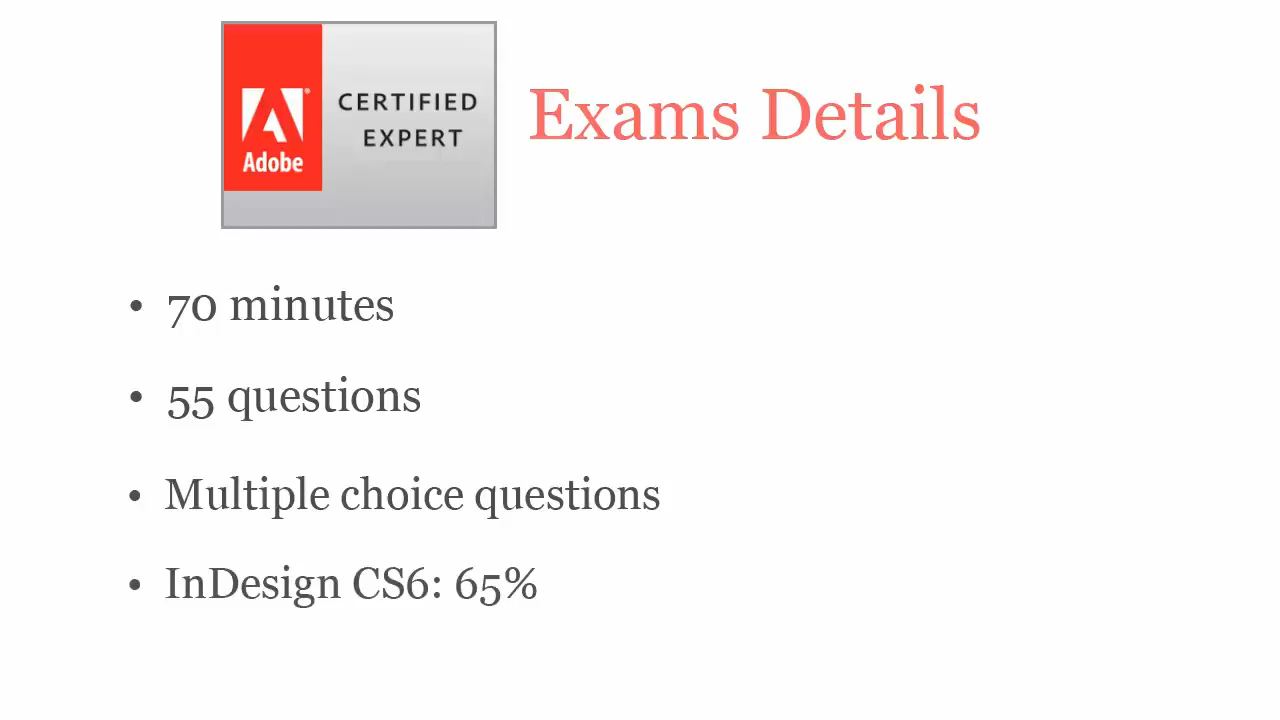 Adobe
CERTIFIED
EXPERT
Exams Details
• 70 minutes
• 55 questions
• Multiple choice questions
• InDesign CS6: 65%